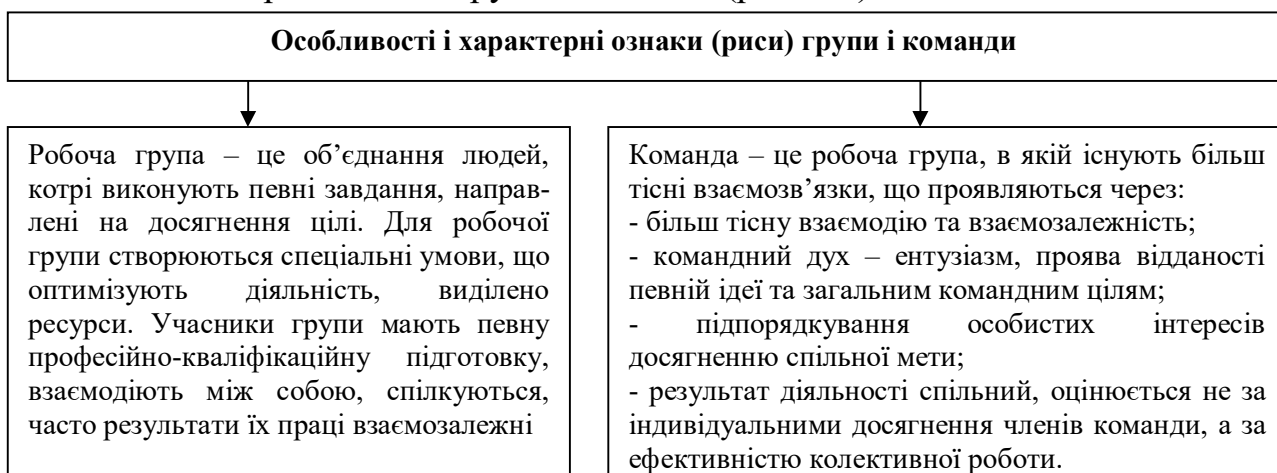 Особливості і характерні ознаки (риси) групи і команди
Робоча група – це об’єднання людей,
котрі виконують певні завдання, направ-
лені на досягнення цілі. Для робочої
групи створюються спеціальні умови, що
оптимізують діяльність, виділено
ресурси. Учасники групи мають певну
професійно-кваліфікаційну підготовку,
взаємодіють між собою, спілкуються,
часто результати їх праці взаємозалежні
Команда – це робоча група, в якій існують більш
тісні взаємозв’язки, що проявляються через:
- більш тісну взаємодію та взаємозалежність;
- командний дух – ентузіазм, проява відданості
певній ідеї та загальним командним цілям;
- підпорядкування особистих інтересів
досягненню спільної мети;
- результат діяльності спільний, оцінюється не за
індивідуальними досягнення членів команди, а за
ефективністю колективної роботи.